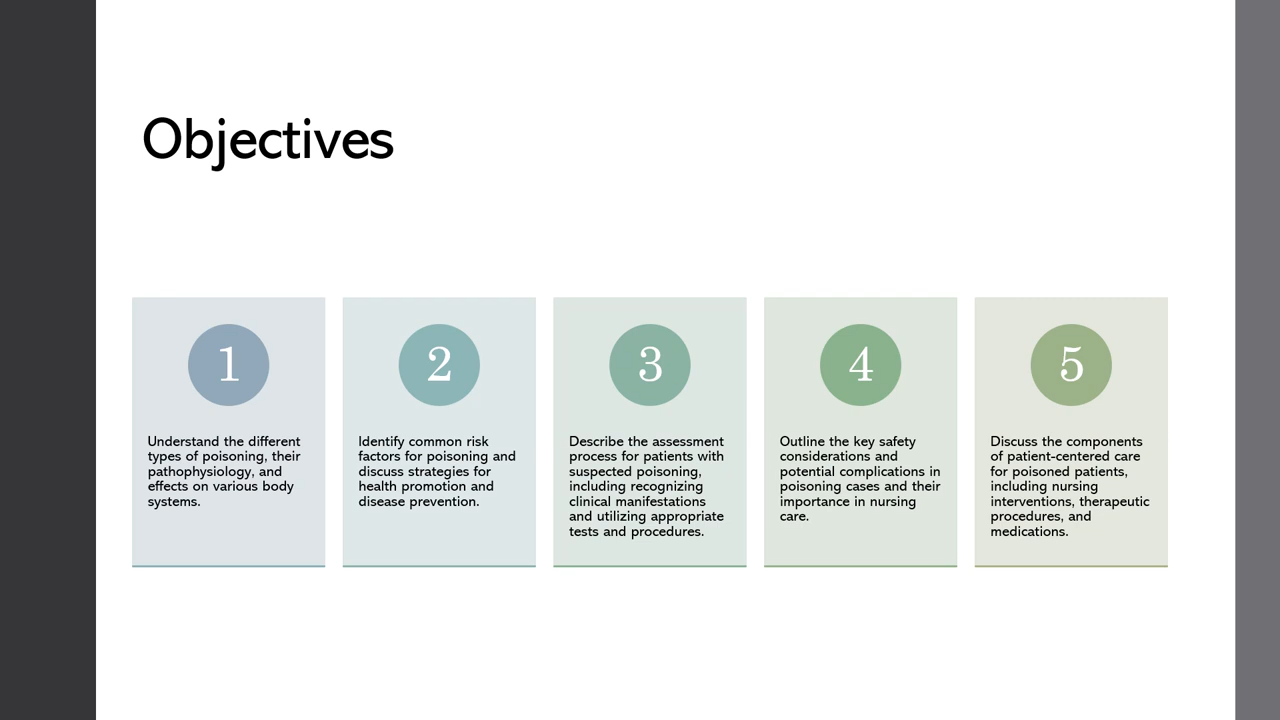 Objectives
1
Understand the different
types of poisoning, their
pathophysiology, and
effects on various body
systems.
2
Identify common risk
factors for poisoning and
discuss strategies for
health promotion and
disease prevention.
3
Describe the assessment
process for patients with
suspected poisoning,
including recognizing
clinical manifestations
and utilizing appropriate
tests and procedures.
4
Outline the key safety
considerations and
potential complications in
poisoning cases and their
importance in nursing
care.
5
Discuss the components
of patient-centered care
for poisoned patients,
including nursing
interventions, therapeutic
procedures, and
medications.